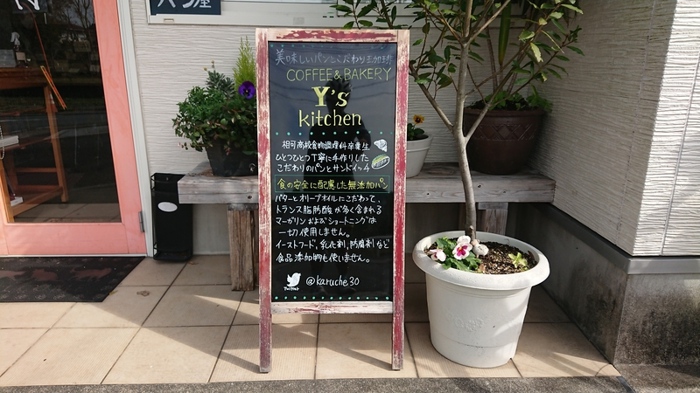 パン屋
美味しいパンとこだわり珈琲
COFFEE & BAKERY
Y's
kitchen
相可高校食物調理科卒業生
ひとつひとつ丁寧に手作りした
こだわりのパンとサンドイッチ
食の安全に配慮した無添加パン
バターとオリーブオイルにこだわって、
トランス脂肪酸が多く含まれる
マーガリンおよびショートニングは
一切使用しません。
イーストフード、乳化剤、防腐剤など
食品添加物も使いません。
Twitter
@karuche30